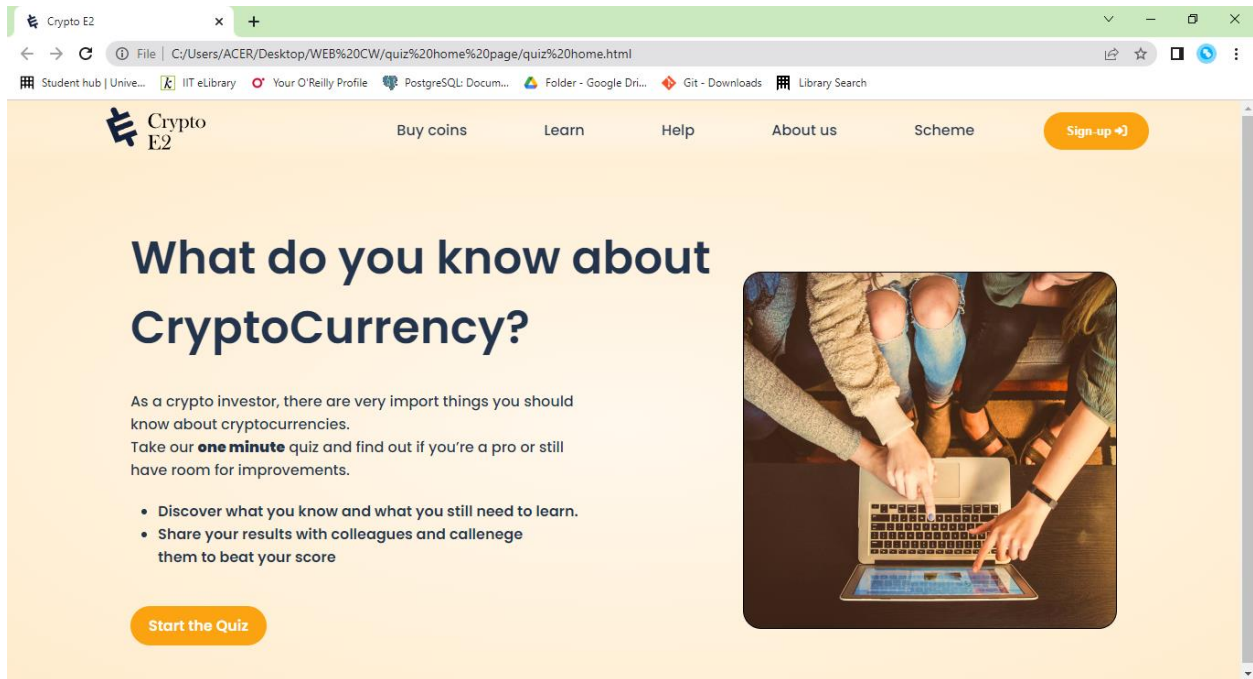 Crypto E2
File | C:/Users/ACER/Desktop/WEB%20CW/quiz%20home%20page/quiz%20home.html
Student hub | Unive... IIT eLibrary Your O'Reilly Profile PostgreSQL: Docum... Folder - Google Dri... Git - Downloads Library Search
Crypto
E2
Buy coins Learn Help About us Scheme Sign-up
What do you know about
CryptoCurrency?
As a crypto investor, there are very import things you should
know about cryptocurrencies.
Take our one minute quiz and find out if you’re a pro or still
have room for improvements.
• Discover what you know and what you still need to learn.
• Share your results with colleagues and callenege
them to beat your score
Start the Quiz